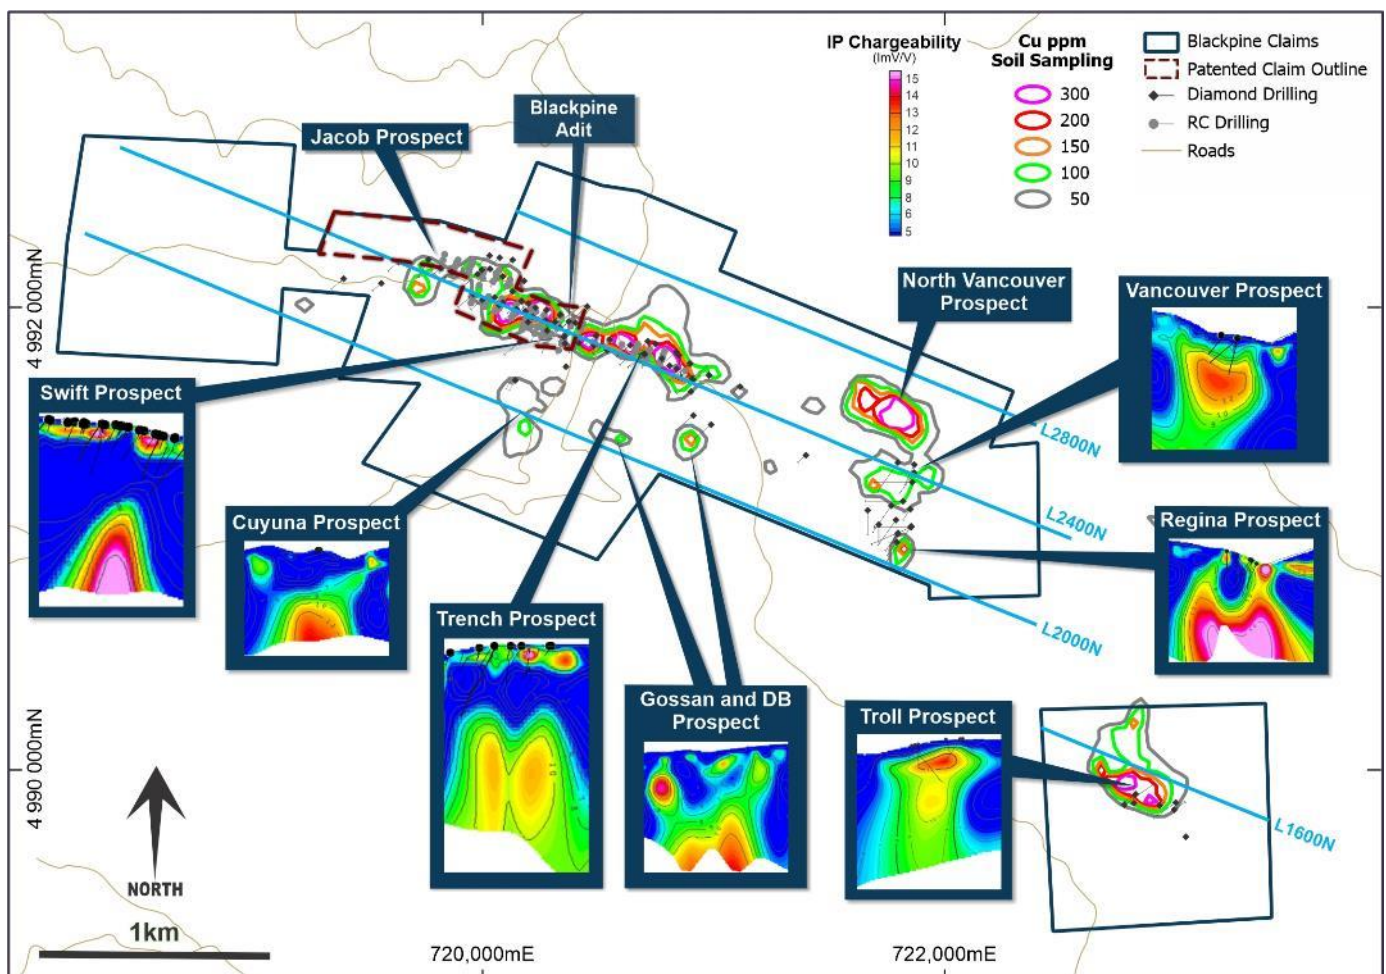 IP Chargeability
(ImV/V)
15
14
13
11
10
9
8
6
5
Cu ppm
Soil Sampling
300
200
150
100
50
Blackpine Claims
Patented Claim Outline
Diamond Drilling
RC Drilling
Roads
Blackpine
Adit
Jacob Prospect
North Vancouver
Prospect
Vancouver Prospect
4 992 000mN
Swift Prospect
L2800N
Cuyuna Prospect
L2400N
Regina Prospect
Trench Prospect
L2000N
Gossan and DB
Prospect
Troll Prospect
4 990 000mN
L1600N
NORTH
1km
720,000mE
722,000mE